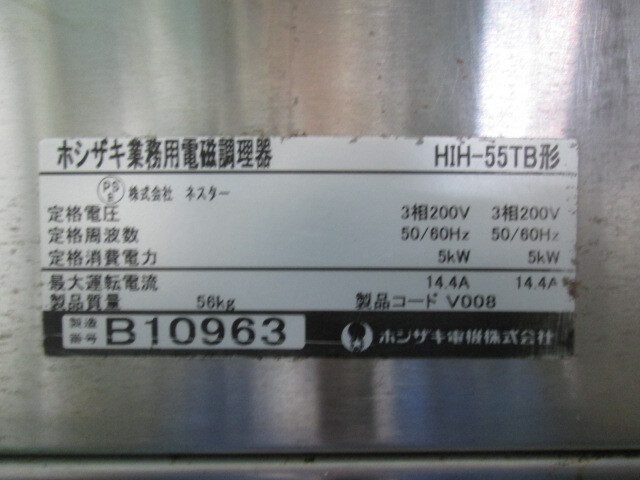 ホシザキ業務用電磁調理器 HIH-55TB形
PS E 株式会社 ネスター
定格電圧 3相200V 3相200V
定格周波数 50/60Hz 50/60Hz
定格消費電力 5kW 5kW
最大運転電流 14.4A 14.4A
製品質量 56kg 製品コード V008
製造番号 B10963 ホシザキ電機株式会社